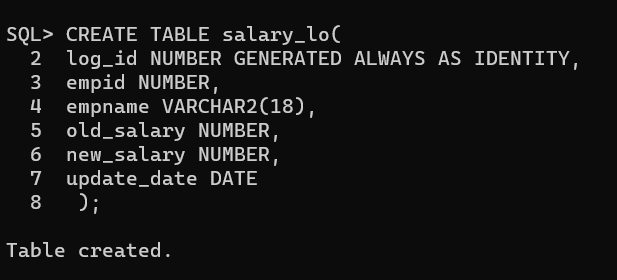 SQL> CREATE TABLE salary_lo(
  2  log_id NUMBER GENERATED ALWAYS AS IDENTITY,
  3  empid NUMBER,
  4  empname VARCHAR2(18),
  5  old_salary NUMBER,
  6  new_salary NUMBER,
  7  update_date DATE
  8   );
Table created.